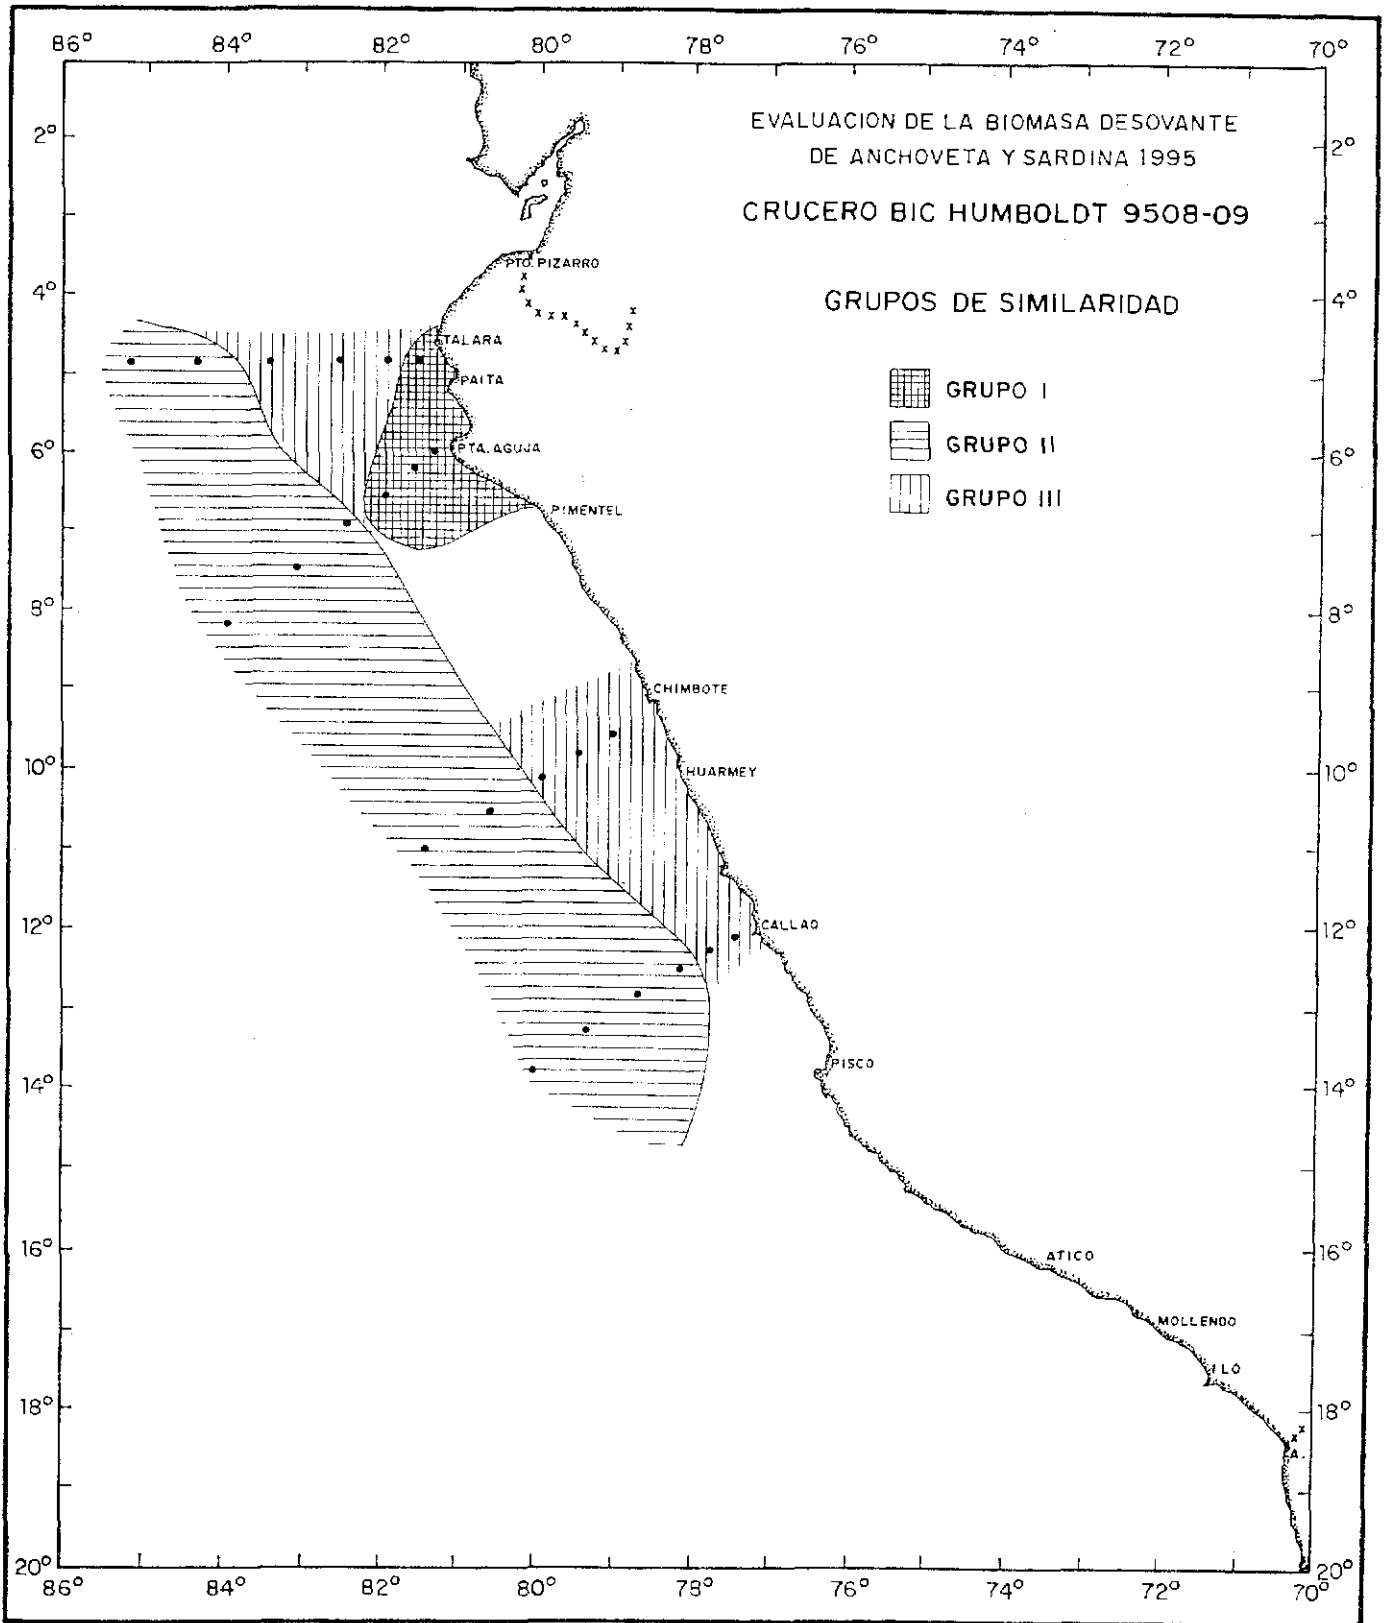 86° 84° 82° 80° 78° 76° 74° 72° 70°
EVALUACION DE LA BIOMASA DESOVANTE
DE ANCHOVETA Y SARDINA 1995
CRUCERO BIC HUMBOLDT 9508-09
GRUPOS DE SIMILARIDAD
GRUPO I
GRUPO II
GRUPO III
2° 2°
PTO. PIZARRO
4° 4°
TALARA
PAITA
PTA. AGUJA
6° 6°
PIMENTEL
8° 8°
CHIMBOTE
10° HUARMEY 10°
12° CALLAO 12°
PISCO
14° 14°
16° ATICO 16°
MOLLENDO
ILO
18° 18°
A.
20° 20°
86° 84° 82° 80° 78° 76° 74° 72° 70°